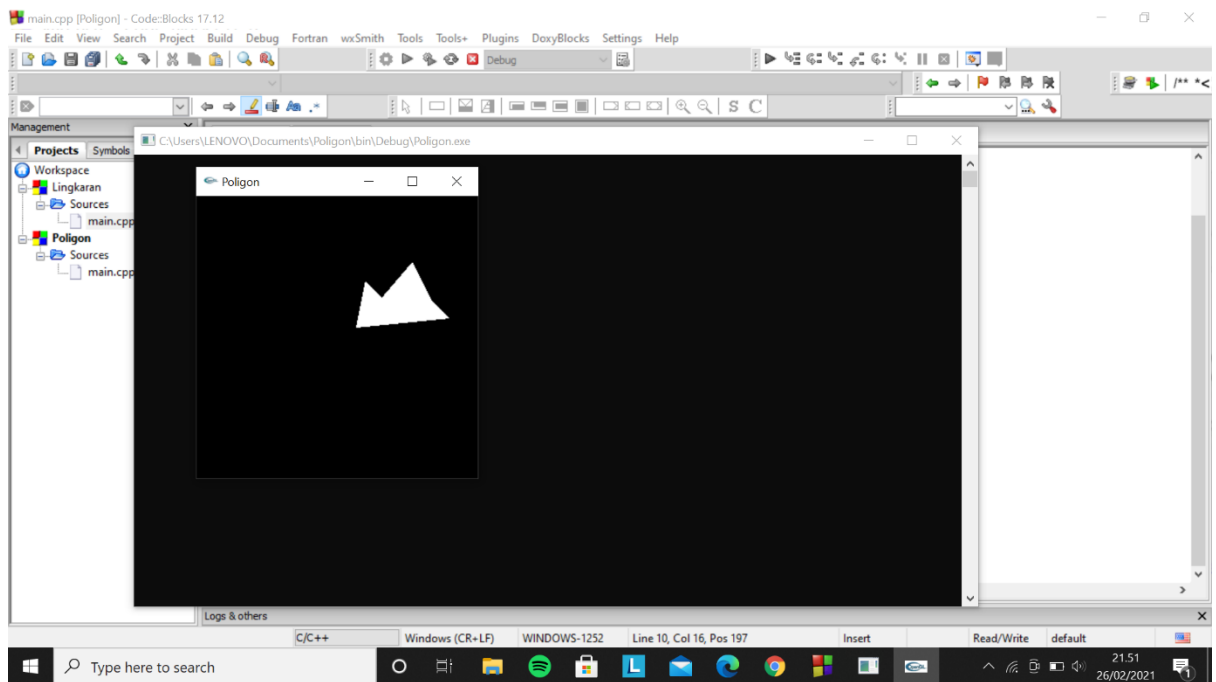 main.cpp [Poligon] - Code::Blocks 17.12
File Edit View Search Project Build Debug Fortran wxSmith Tools Tools+ Plugins DoxyBlocks Settings Help
Debug
/** *<
S C
Management
Projects Symbols
C:\Users\LENOVO\Documents\Poligon\bin\Debug\Poligon.exe
Workspace
Lingkaran
Sources
main.cpp
Poligon
Sources
main.cpp
Poligon
Logs & others
C/C++ Windows (CR+LF) WINDOWS-1252 Line 10, Col 16, Pos 197 Insert Read/Write default
Type here to search
L
21.51
26/02/2021
1